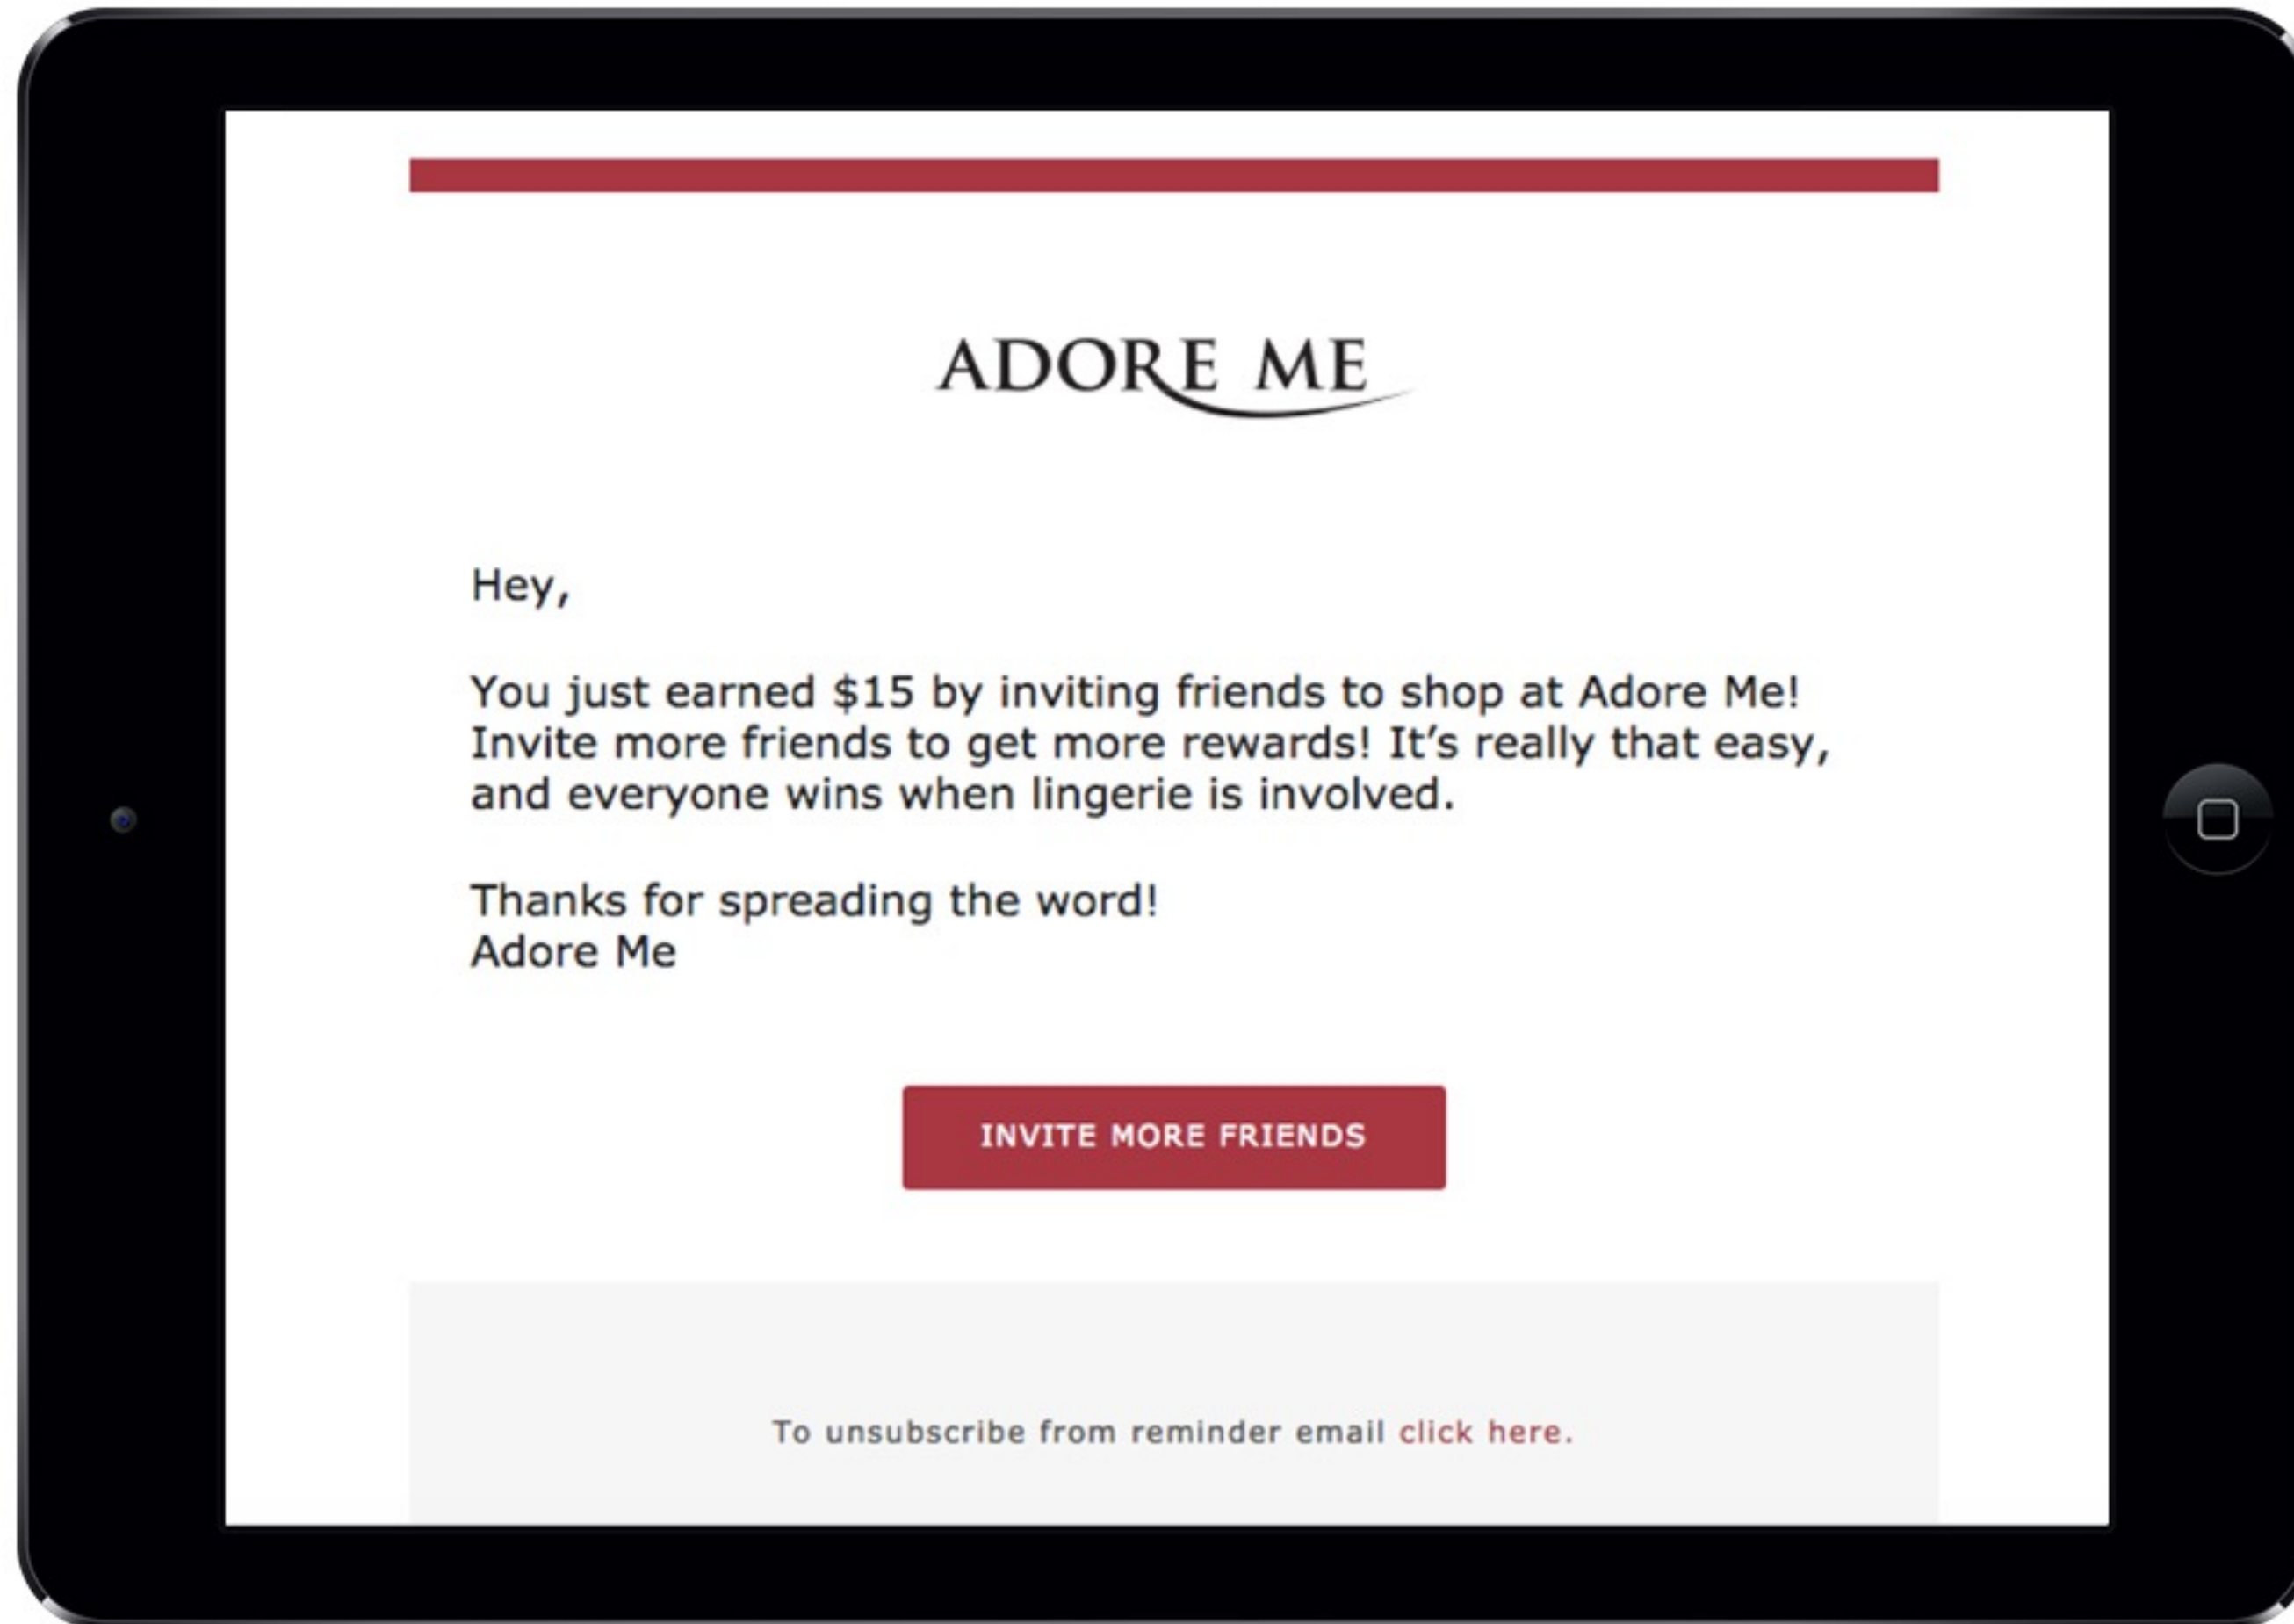 ADORE ME
Hey,
You just earned $15 by inviting friends to shop at Adore Me!
Invite more friends to get more rewards! It’s really that easy,
and everyone wins when lingerie is involved.
Thanks for spreading the word!
Adore Me
INVITE MORE FRIENDS
To unsubscribe from reminder email click here.